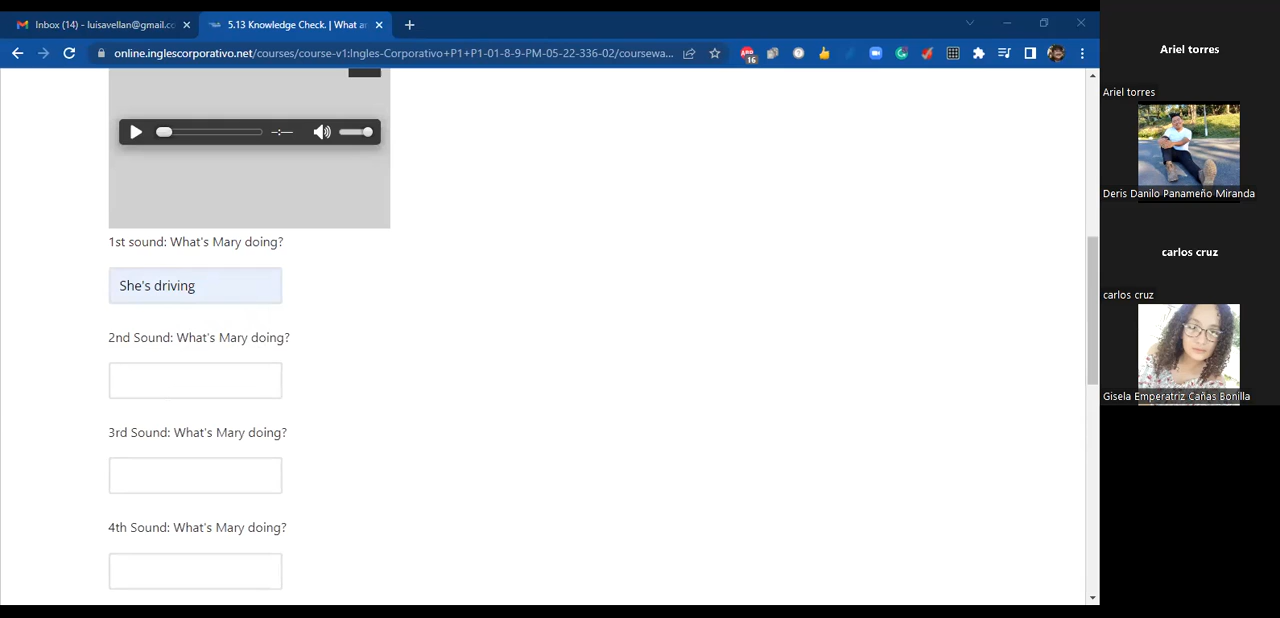 Inbox (14) - luisavellan@gmail.co
5.13 Knowledge Check. | What ar
online.inglescorporativo.net/courses/course-v1:Ingles-Corporativo+P1+P1-01-8-9-PM-05-22-336-02/coursewa...
16
1st sound: What's Mary doing?
She's driving
2nd Sound: What's Mary doing?
3rd Sound: What's Mary doing?
4th Sound: What's Mary doing?
Ariel torres
Ariel torres
Deris Danilo Panameño Miranda
carlos cruz
carlos cruz
Gisela Emperatriz Cañas Bonilla